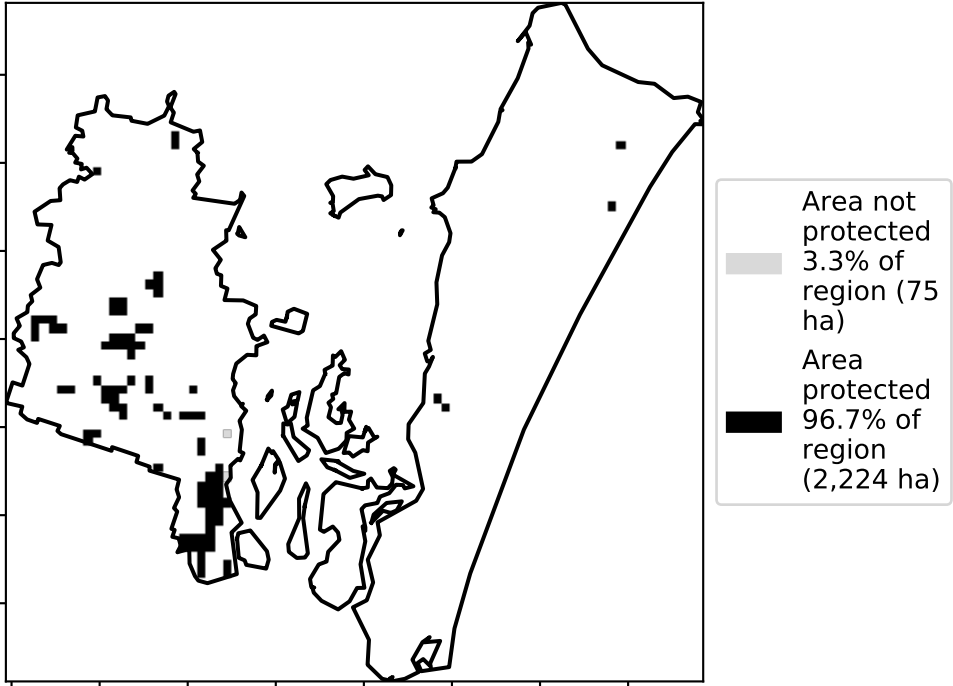 Area not
protected
3.3% of
region (75
ha)
Area
protected
96.7% of
region
(2,224 ha)